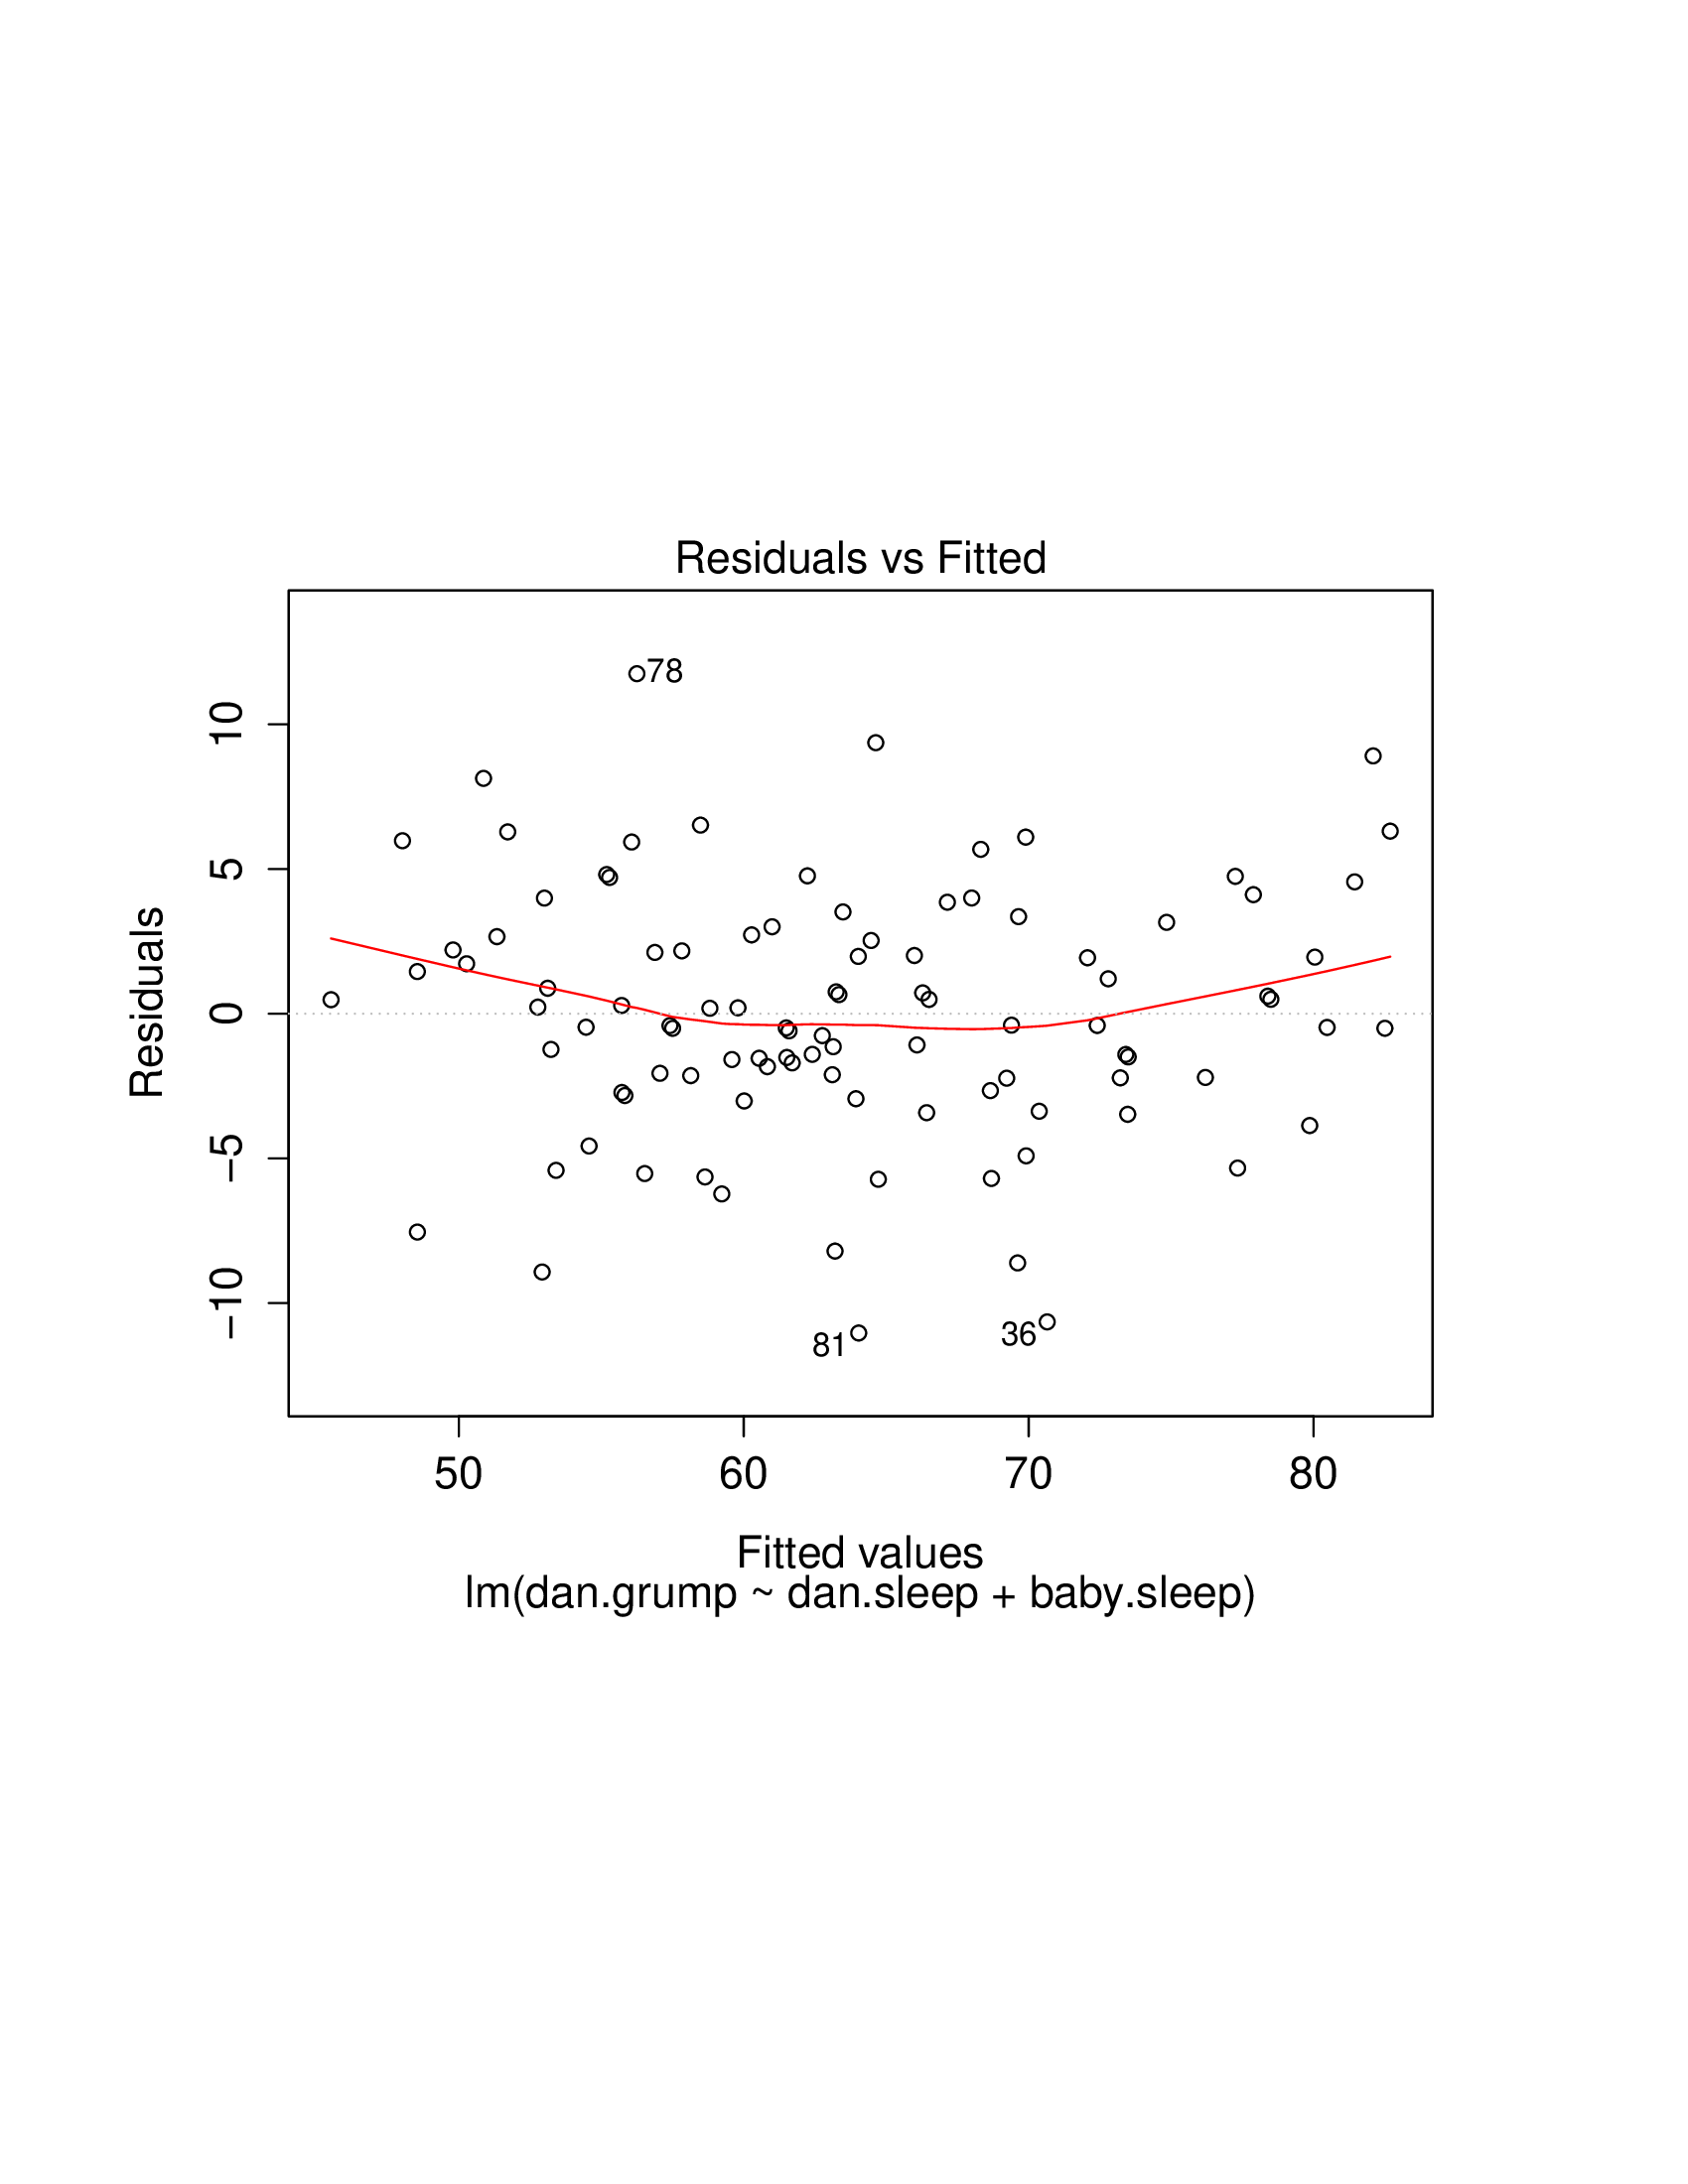 Residuals vs Fitted
78
10
5
0
−5
−10
Residuals
81
36
50 60 70 80
Fitted values
lm(dan.grump ~ dan.sleep + baby.sleep)